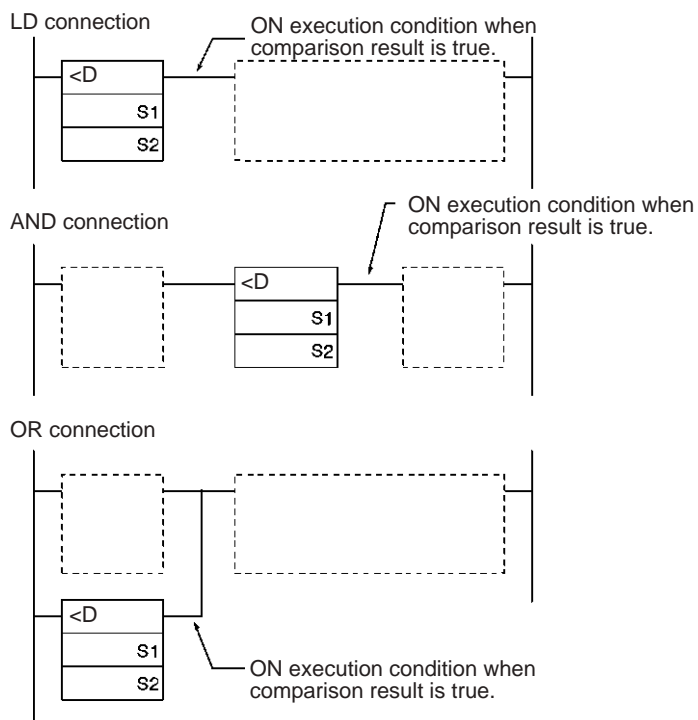 LD connection
ON execution condition when
comparison result is true.
<D
S1
S2
ON execution condition when
comparison result is true.
AND connection
<D
S1
S2
OR connection
<D
S1
S2
ON execution condition when
comparison result is true.